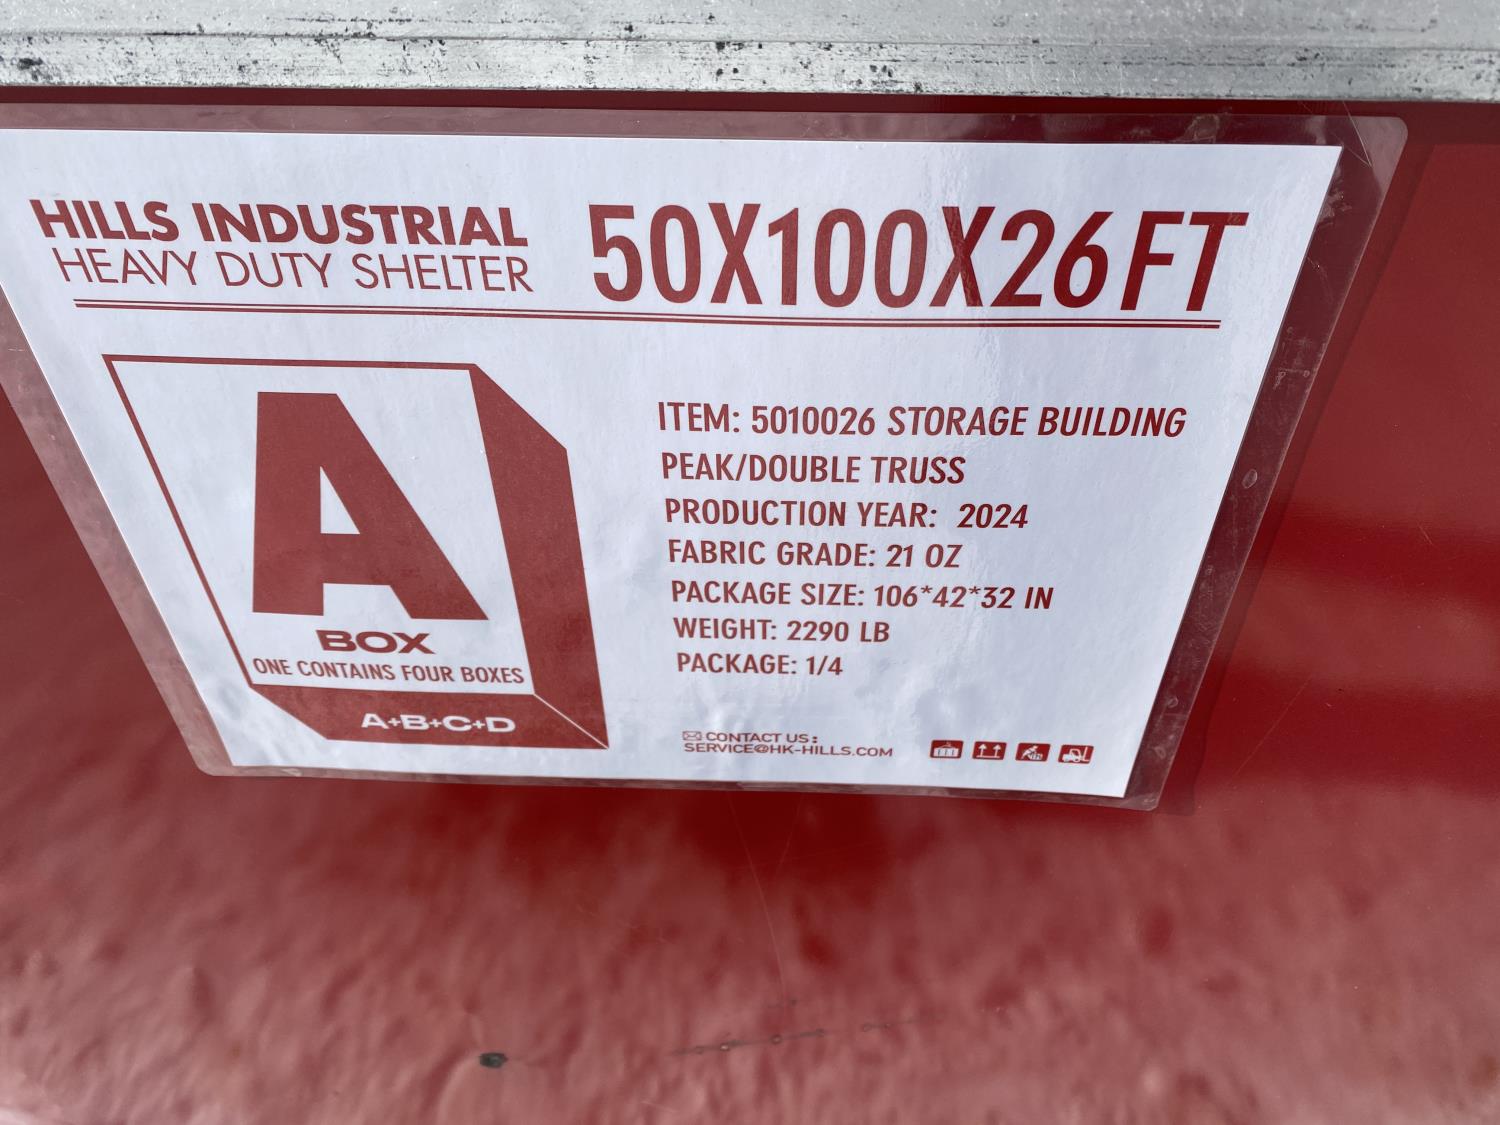 HILLS INDUSTRIAL
HEAVY DUTY SHELTER
50X100X26FT
A
BOX
ONE CONTAINS FOUR BOXES
A+B+C+D
ITEM: 5010026 STORAGE BUILDING
PEAK/DOUBLE TRUSS
PRODUCTION YEAR: 2024
FABRIC GRADE: 21 OZ
PACKAGE SIZE: 106*42*32 IN
WEIGHT: 2290 LB
PACKAGE: 1/4
CONTACT US:
SERVICE@HK-HILLS.COM